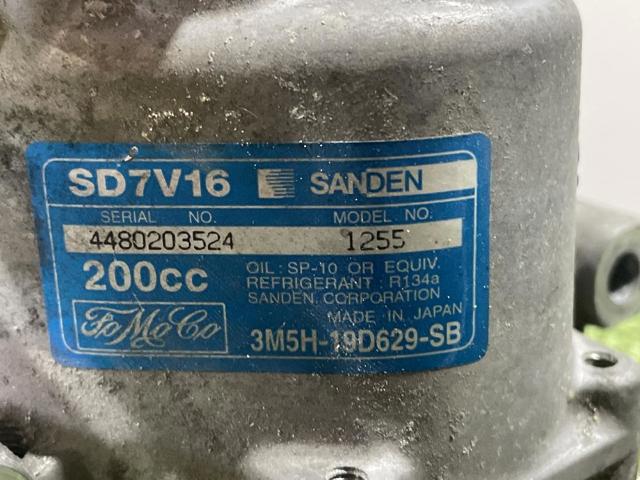 SD7V16 SANDEN
SERIAL NO. MODEL NO.
4480203524 1255
200cc OIL: SP-10 OR EQUIV.
REFRIGERANT: R134a
SANDEN CORPORATION
MADE IN JAPAN
FoMoCo 3M5H-19D629-SB